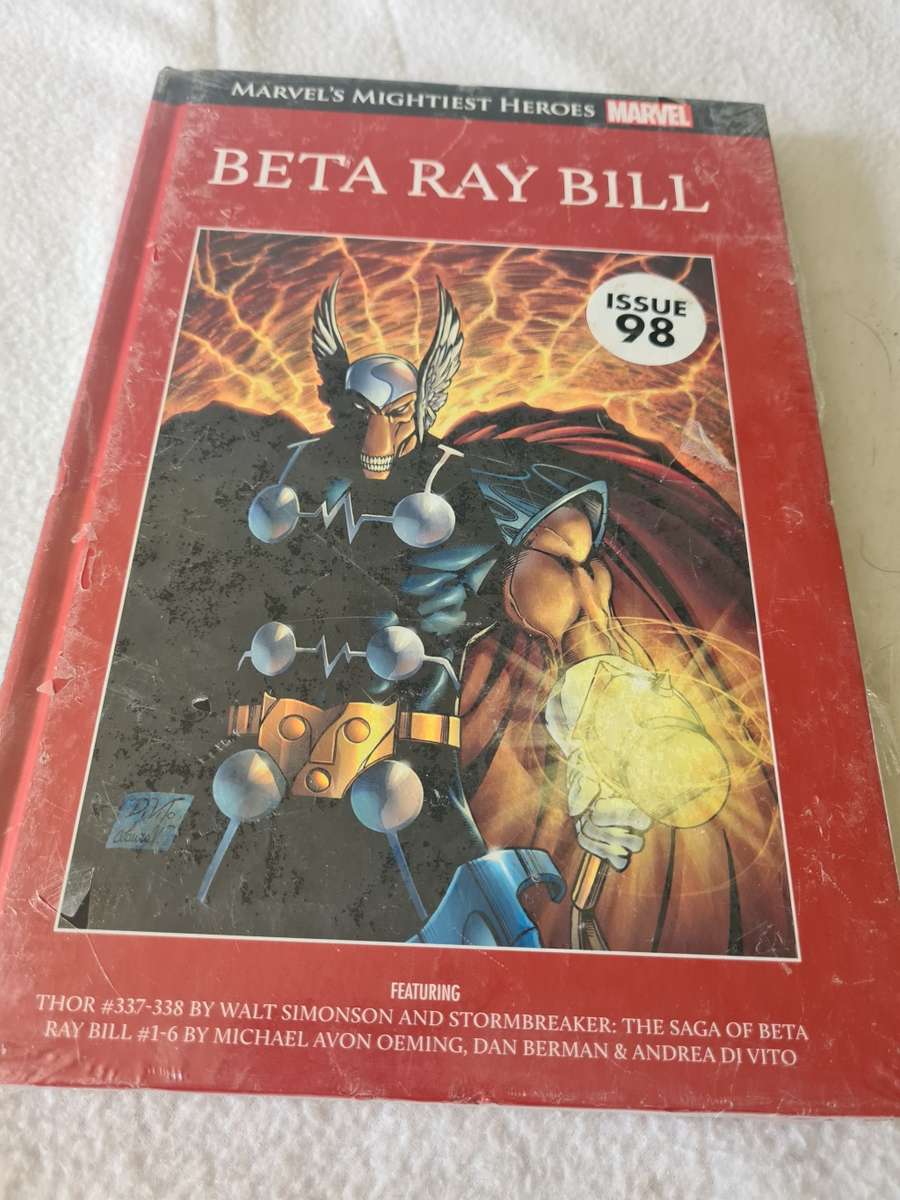 MARVEL'S MIGHTIEST HEROES MARVEL
BETA RAY BILL
ISSUE
98
FEATURING
THOR #337-338 BY WALT SIMONSON AND STORMBREAKER: THE SAGA OF BETA
RAY BILL #1-6 BY MICHAEL AVON OEMING, DAN BERMAN & ANDREA DI VITO